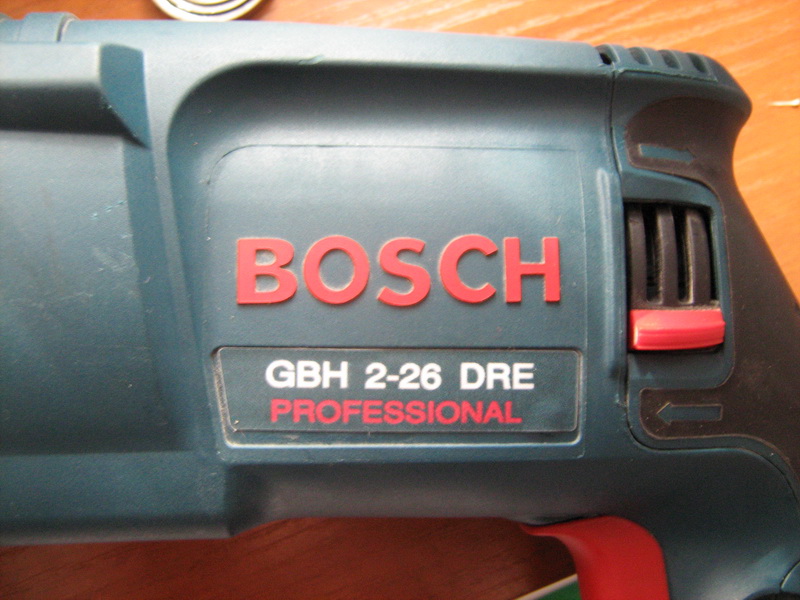 BOSCH
GBH 2-26 DRE
PROFESSIONAL